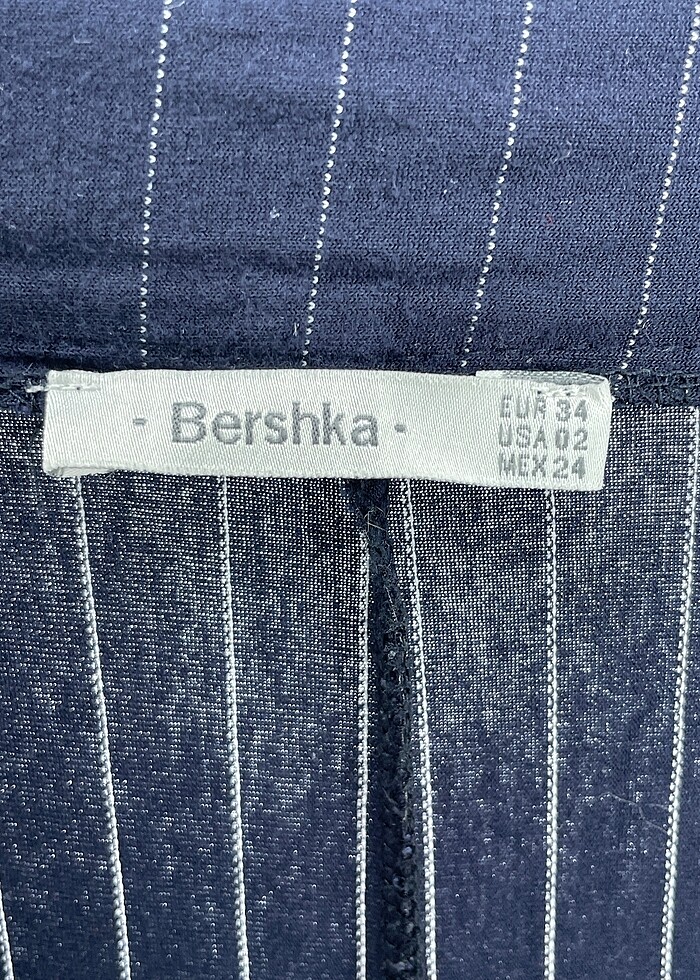 - Bershka -
EUR 34
USA 02
MEX 24